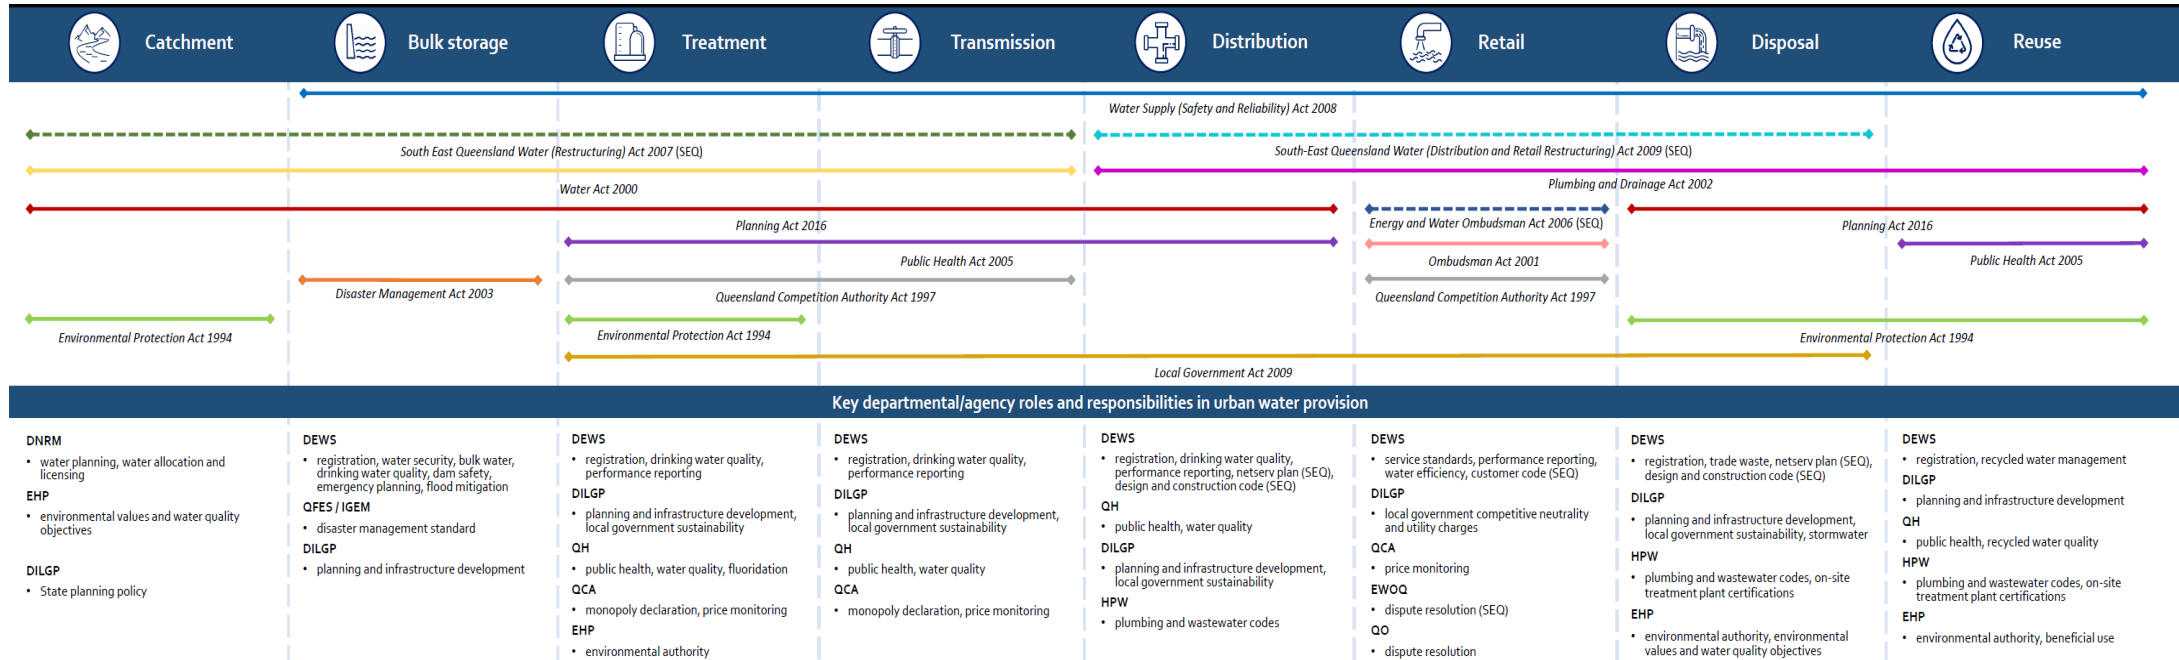 Catchment
Bulk storage
Treatment
Transmission
Distribution
Retail
Disposal
Reuse
Water Supply (Safety and Reliability) Act 2008
South East Queensland Water (Restructuring) Act 2007 (SEQ)
South-East Queensland Water (Distribution and Retail Restructuring) Act 2009 (SEQ)
Water Act 2000
Plumbing and Drainage Act 2002
Planning Act 2016
Energy and Water Ombudsman Act 2006 (SEQ)
Planning Act 2016
Public Health Act 2005
Ombudsman Act 2001
Public Health Act 2005
Disaster Management Act 2003
Queensland Competition Authority Act 1997
Queensland Competition Authority Act 1997
Environmental Protection Act 1994
Environmental Protection Act 1994
Environmental Protection Act 1994
Local Government Act 2009
Key departmental/agency roles and responsibilities in urban water provision
DNRM
• water planning, water allocation and
licensing
EHP
• environmental values and water quality
objectives
DILGP
• State planning policy
DEWS
• registration, water security, bulk water,
drinking water quality, dam safety,
emergency planning, flood mitigation
QFES / IGEM
• disaster management standard
DILGP
• planning and infrastructure development
DEWS
• registration, drinking water quality,
performance reporting
DILGP
• planning and infrastructure development,
local government sustainability
QH
• public health, water quality, fluoridation
QCA
• monopoly declaration, price monitoring
EHP
• environmental authority
DEWS
• registration, drinking water quality,
performance reporting
DILGP
• planning and infrastructure development,
local government sustainability
QH
• public health, water quality
QCA
• monopoly declaration, price monitoring
DEWS
• registration, drinking water quality,
performance reporting, netserv plan (SEQ),
design and construction code (SEQ)
QH
• public health, water quality
DILGP
• planning and infrastructure development,
local government sustainability
HPW
• plumbing and wastewater codes
DEWS
• service standards, performance reporting,
water efficiency, customer code (SEQ)
DILGP
• local government competitive neutrality
and utility charges
QCA
• price monitoring
EWOQ
• dispute resolution (SEQ)
QO
• dispute resolution
DEWS
• registration, trade waste, netserv plan (SEQ),
design and construction code (SEQ)
DILGP
• planning and infrastructure development,
local government sustainability, stormwater
HPW
• plumbing and wastewater codes, on-site
treatment plant certifications
EHP
• environmental authority, environmental
values and water quality objectives
DEWS
• registration, recycled water management
DILGP
• planning and infrastructure development
QH
• public health, recycled water quality
HPW
• plumbing and wastewater codes, on-site
treatment plant certifications
EHP
• environmental authority, beneficial use